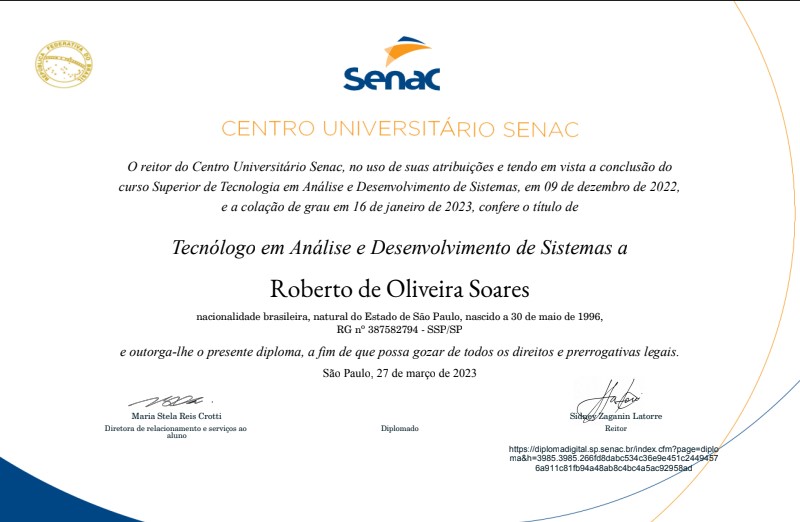 REPÚBLICA FEDERATIVA DO BRASIL
Senac
CENTRO UNIVERSITÁRIO SENAC
O reitor do Centro Universitário Senac, no uso de suas atribuições e tendo em vista a conclusão do
curso Superior de Tecnologia em Análise e Desenvolvimento de Sistemas, em 09 de dezembro de 2022,
e a colação de grau em 16 de janeiro de 2023, confere o título de
Tecnólogo em Análise e Desenvolvimento de Sistemas a
Roberto de Oliveira Soares
nacionalidade brasileira, natural do Estado de São Paulo, nascido a 30 de maio de 1996,
RG nº 387582794 - SSP/SP
e outorga-lhe o presente diploma, a fim de que possa gozar de todos os direitos e prerrogativas legais.
São Paulo, 27 de março de 2023
Maria Stela Reis Crotti
Diretora de relacionamento e serviços ao
aluno
Diplomado
Sidney Zaganin Latorre
Reitor
https://diplomadigital.sp.senac.br/index.cfm?page=diplo
ma&h=3985.3985.266fd8dabc534c36e9e451c2449457
6a911c81fb94a48ab8c4bc4a5ac92958ad